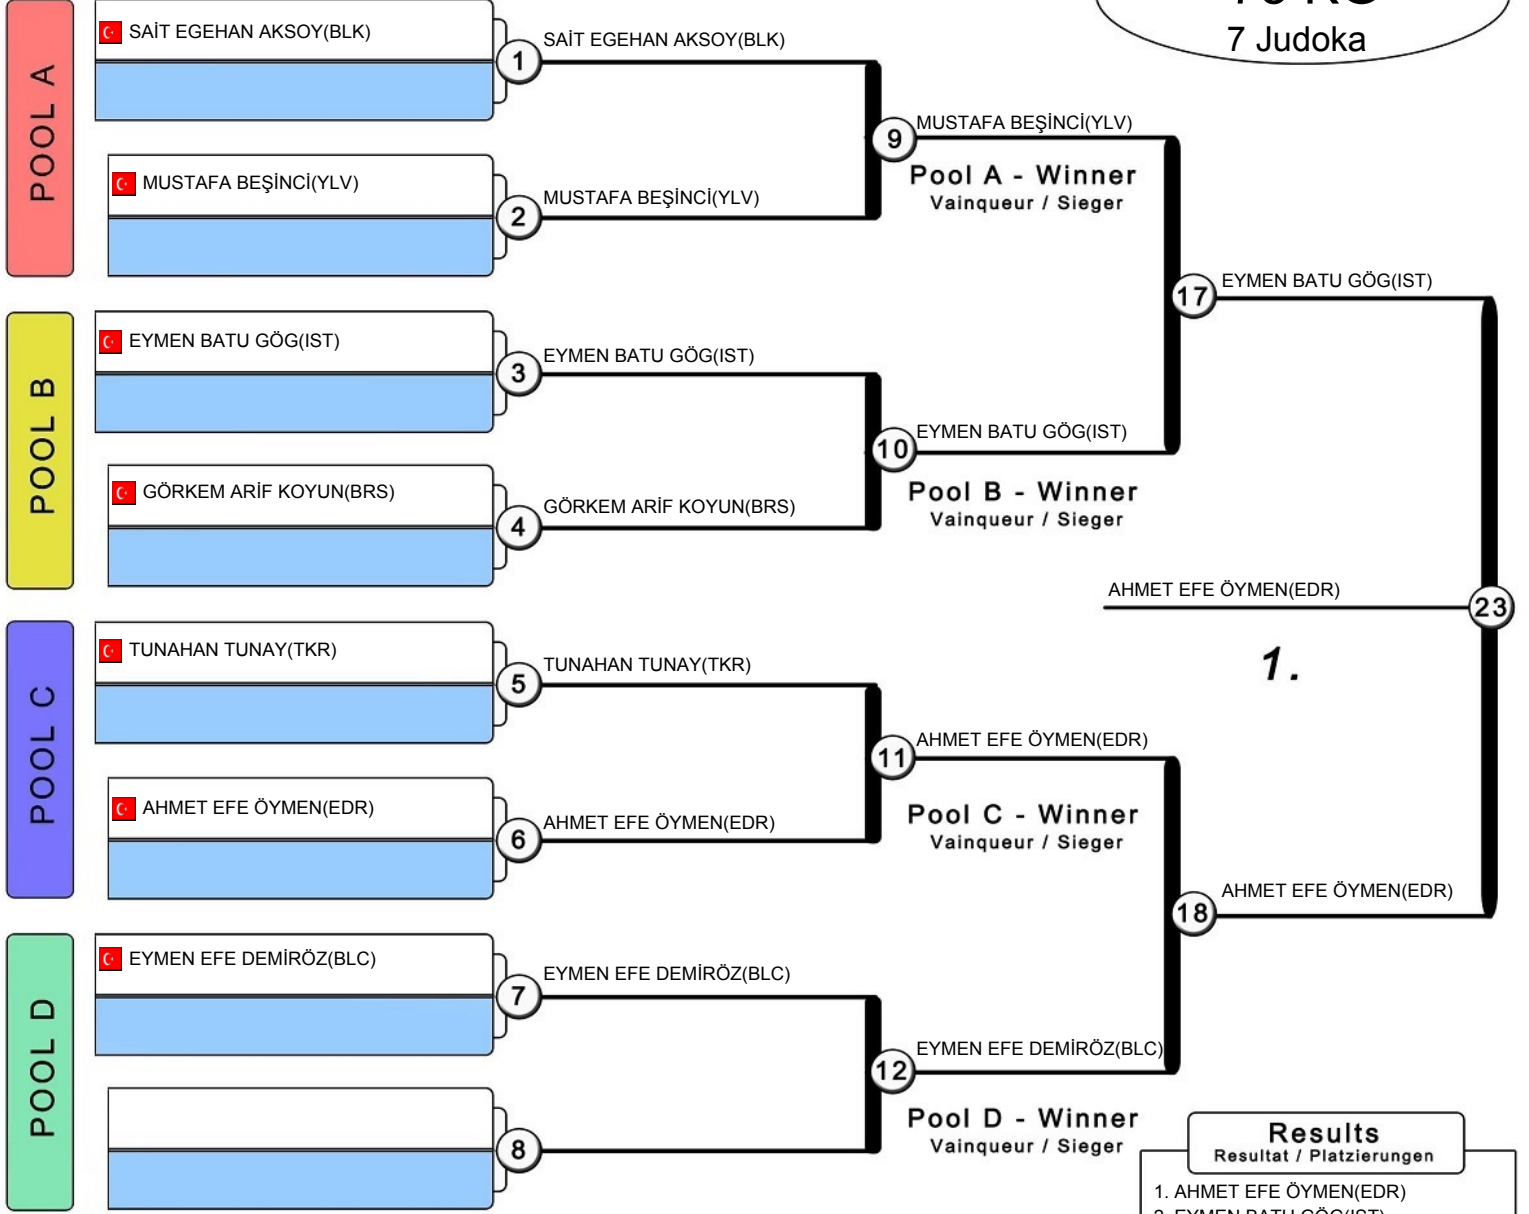 7 Judoka
POOL A
SAİT EGEHAN AKSOY(BLK)
1
SAİT EGEHAN AKSOY(BLK)
MUSTAFA BEŞİNCİ(YLV)
2
MUSTAFA BEŞİNCİ(YLV)
9
MUSTAFA BEŞİNCİ(YLV)
Pool A - Winner
Vainqueur / Sieger
POOL B
EYMEN BATU GÖG(IST)
3
EYMEN BATU GÖG(IST)
GÖRKEM ARİF KOYUN(BRS)
4
GÖRKEM ARİF KOYUN(BRS)
10
EYMEN BATU GÖG(IST)
Pool B - Winner
Vainqueur / Sieger
17
EYMEN BATU GÖG(IST)
POOL C
TUNAHAN TUNAY(TKR)
5
TUNAHAN TUNAY(TKR)
AHMET EFE ÖYMEN(EDR)
6
AHMET EFE ÖYMEN(EDR)
11
AHMET EFE ÖYMEN(EDR)
Pool C - Winner
Vainqueur / Sieger
POOL D
EYMEN EFE DEMİRÖZ(BLC)
7
EYMEN EFE DEMİRÖZ(BLC)
8
12
EYMEN EFE DEMİRÖZ(BLC)
Pool D - Winner
Vainqueur / Sieger
18
AHMET EFE ÖYMEN(EDR)
AHMET EFE ÖYMEN(EDR)
23
1.
Results
Resultat / Platzierungen
1. AHMET EFE ÖYMEN(EDR)
2. EYMEN BATU GÖG(IST)